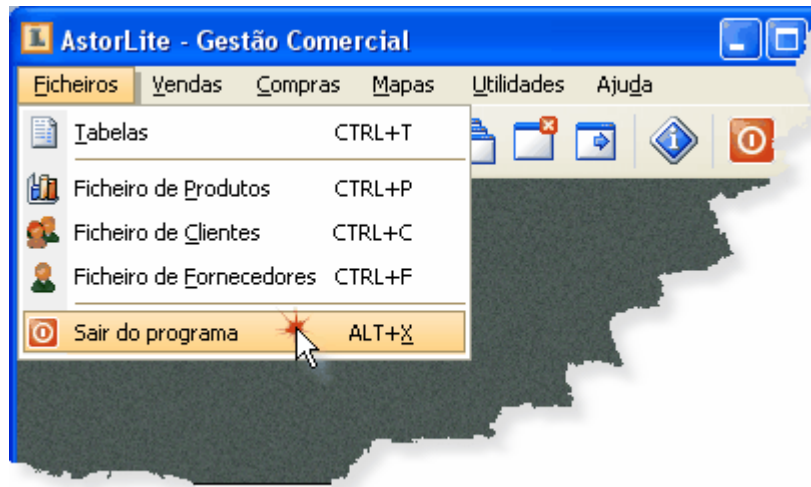 AstorLite - Gestão Comercial
Ficheiros Vendas Compras Mapas Utilidades Ajuda
Tabelas CTRL+T
Ficheiro de Produtos CTRL+P
Ficheiro de Clientes CTRL+C
Ficheiro de Fornecedores CTRL+F
Sair do programa ALT+X